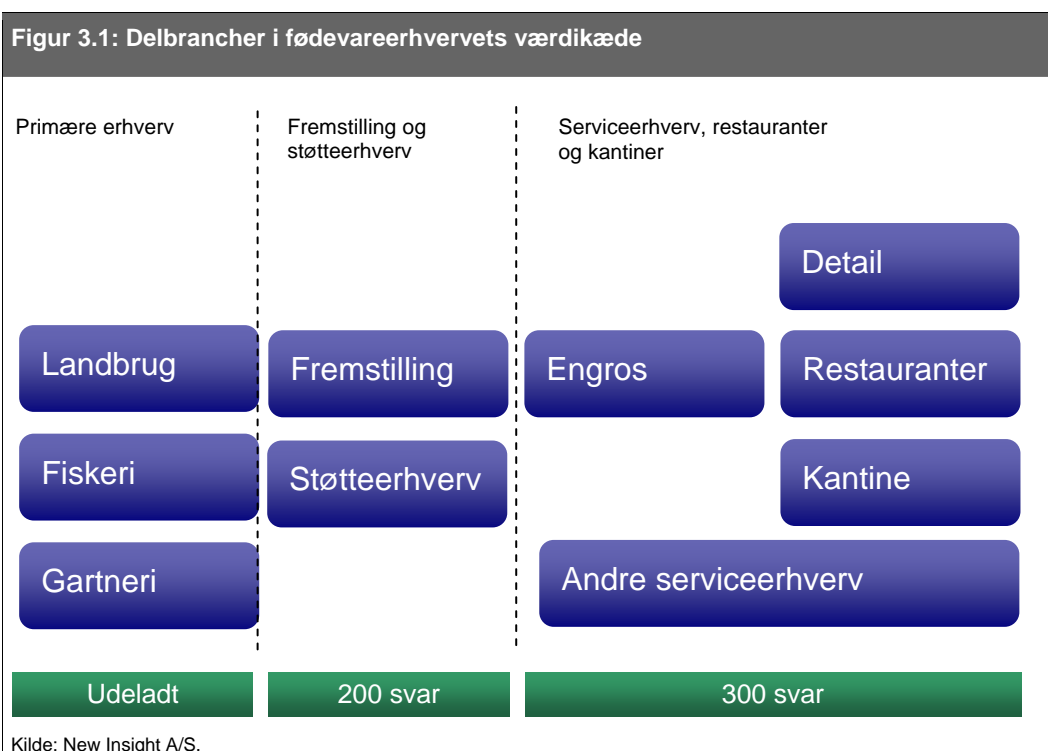 Figur 3.1: Delbrancher i fødevareerhvervets værdikæde
Primære erhverv
Fremstilling og
støtteerhverv
Serviceerhverv, restauranter
og kantiner
Detail
Landbrug
Fremstilling
Engros
Restauranter
Fiskeri
Støtteerhverv
Kantine
Gartneri
Andre serviceerhverv
Udeladt
200 svar
300 svar
Kilde: New Insight A/S.